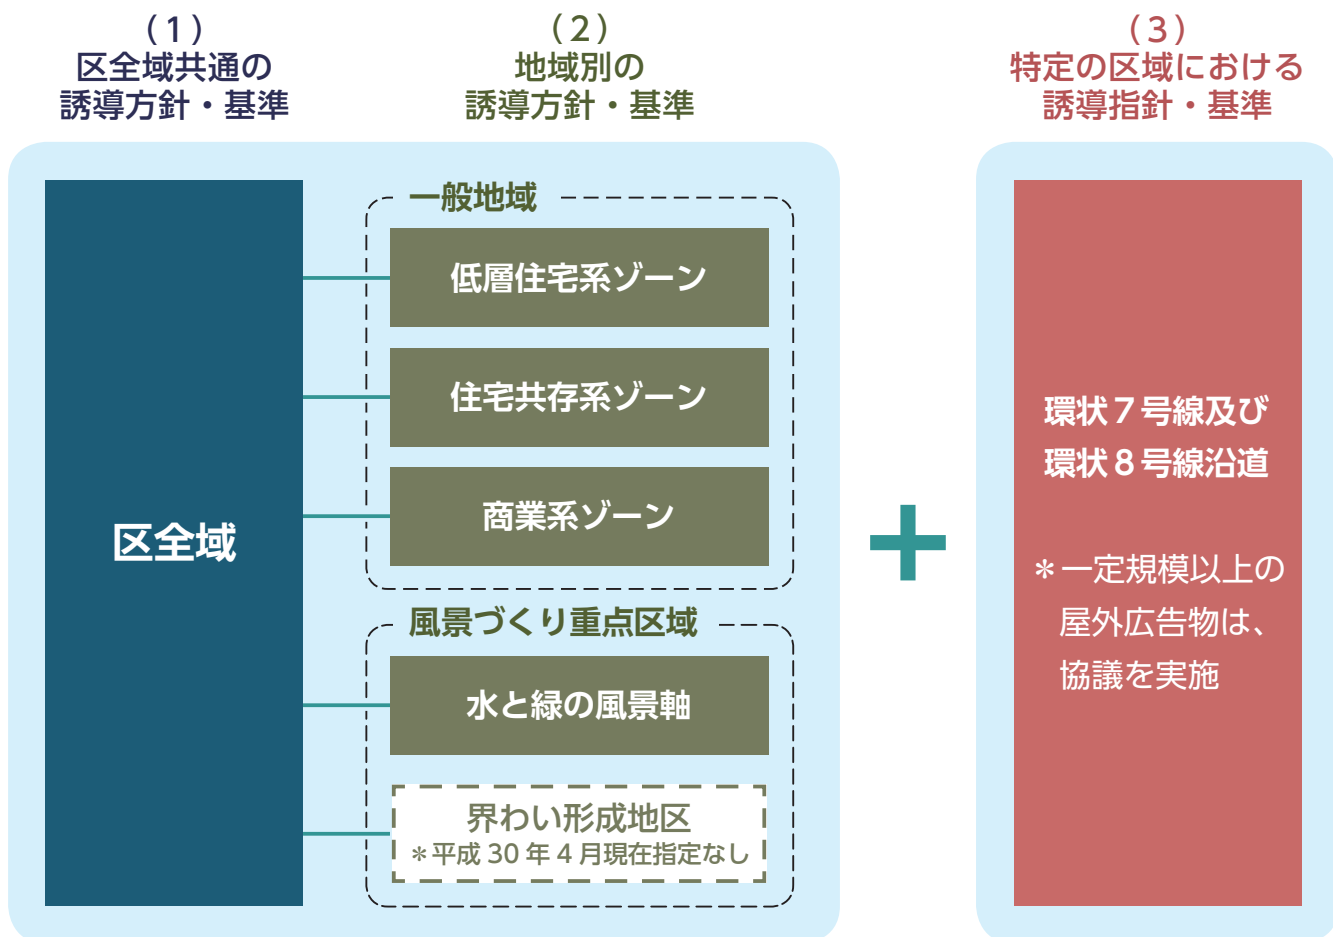 (1)
区全域共通の
誘導方針・基準
(2)
地域別の
誘導方針・基準
(3)
特定の区域における
誘導指針・基準
区全域
一般地域
低層住宅系ゾーン
住宅共存系ゾーン
商業系ゾーン
風景づくり重点区域
水と緑の風景軸
界わい形成地区
＊平成 30 年 4 月現在指定なし
+
環状７号線及び
環状８号線沿道
＊一定規模以上の
屋外広告物は、
協議を実施